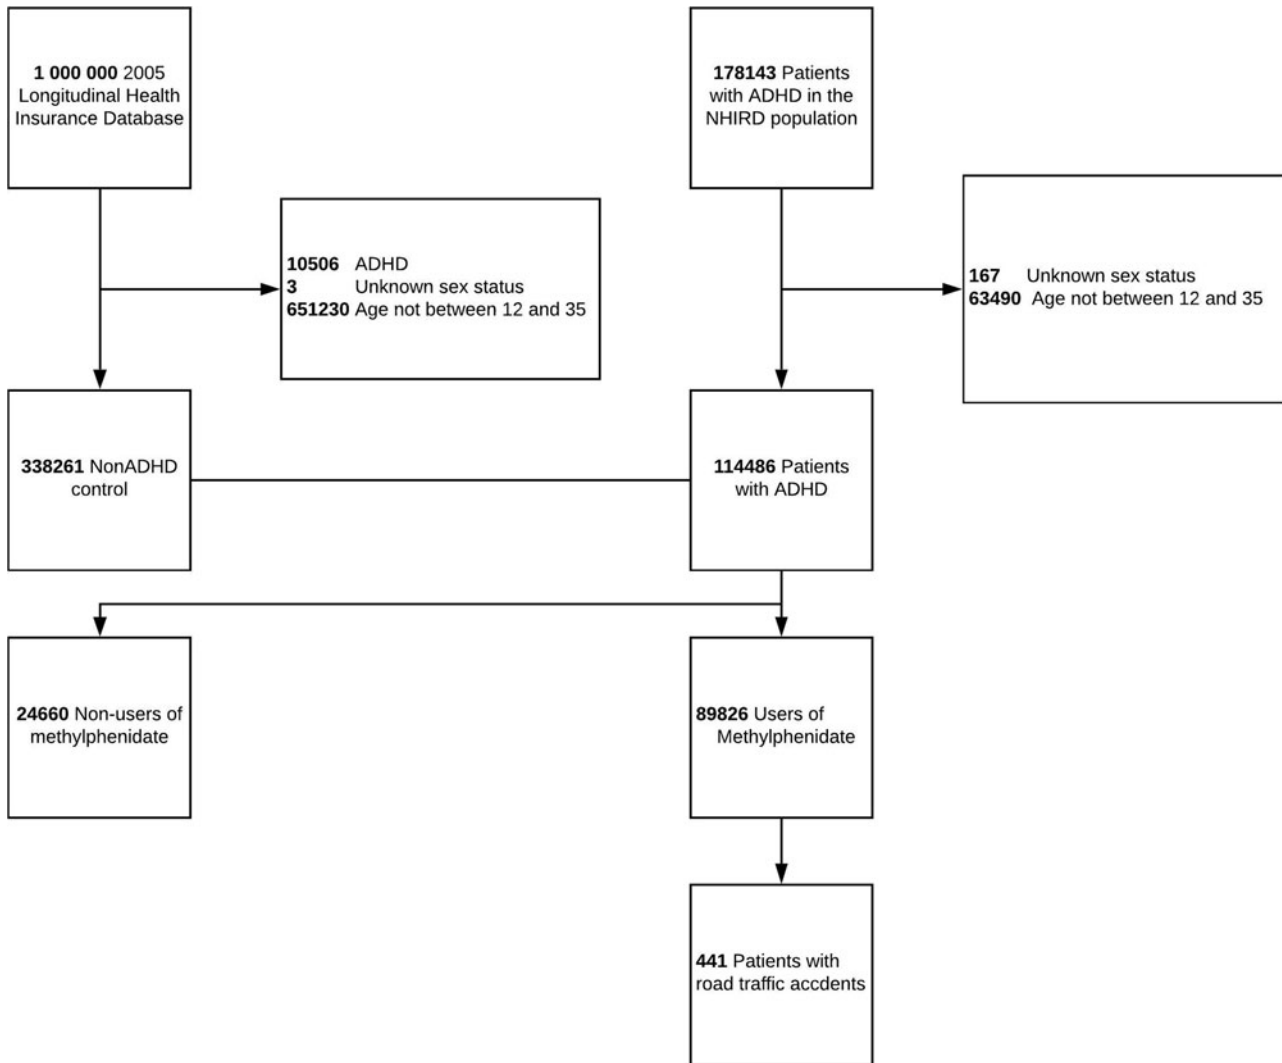 1 000 000 2005
Longitudinal Health
Insurance Database
178143 Patients
with ADHD in the
NHIRD population
10506 ADHD
3 Unknown sex status
651230 Age not between 12 and 35
167 Unknown sex status
63490 Age not between 12 and 35
338261 NonADHD
control
114486 Patients
with ADHD
24660 Non-users of
methylphenidate
89826 Users of
Methylphenidate
441 Patients with
road traffic accdents